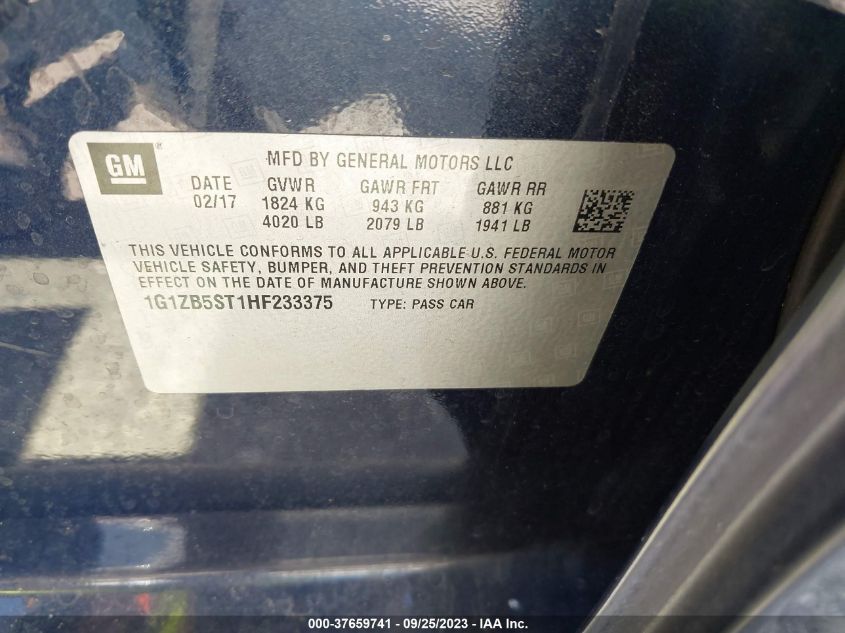 GM
MFD BY GENERAL MOTORS LLC
DATE GVWR GAWR FRT GAWR RR
02/17 1824 KG 943 KG 881 KG
4020 LB 2079 LB 1941 LB
THIS VEHICLE CONFORMS TO ALL APPLICABLE U.S. FEDERAL MOTOR
VEHICLE SAFETY, BUMPER, AND THEFT PREVENTION STANDARDS IN
EFFECT ON THE DATE OF MANUFACTURE SHOWN ABOVE.
1G1ZB5ST1HF233375 TYPE: PASS CAR
000-37659741 - 09/25/2023 - COPYRIGHT - IAA, Inc.